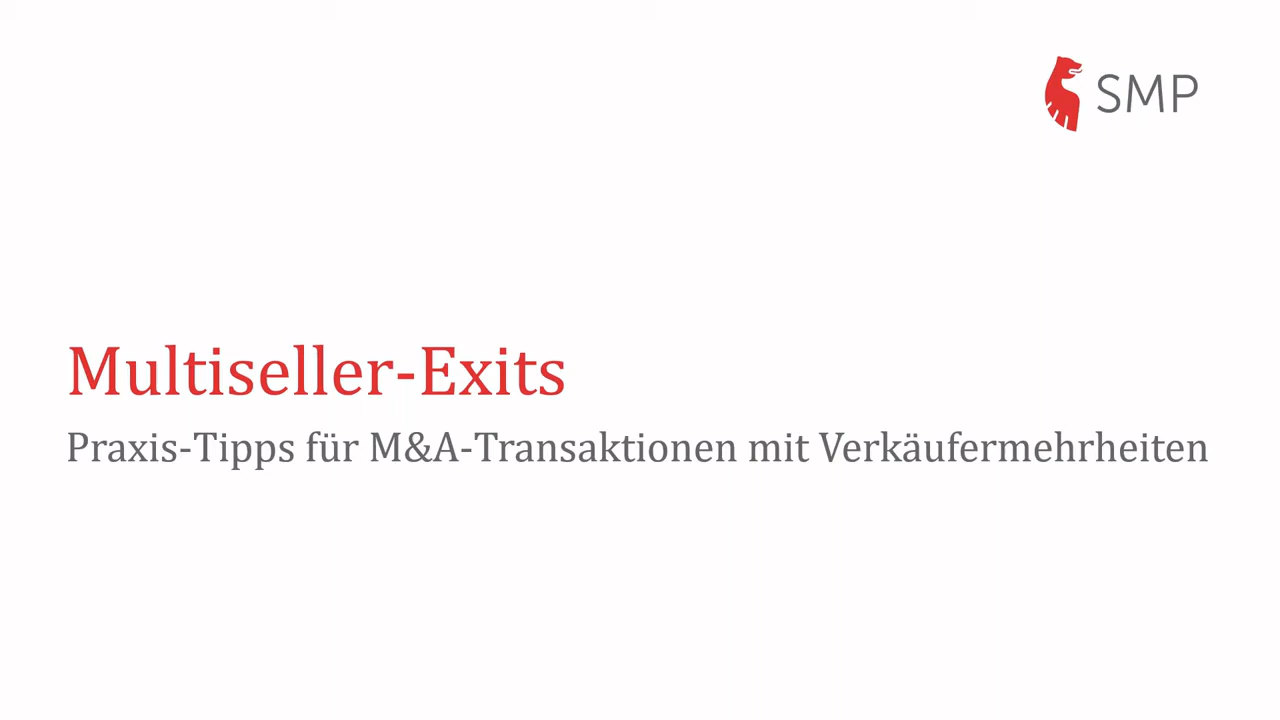 SMP
Multiseller-Exits
Praxis-Tipps für M&A-Transaktionen mit Verkäufermehrheiten